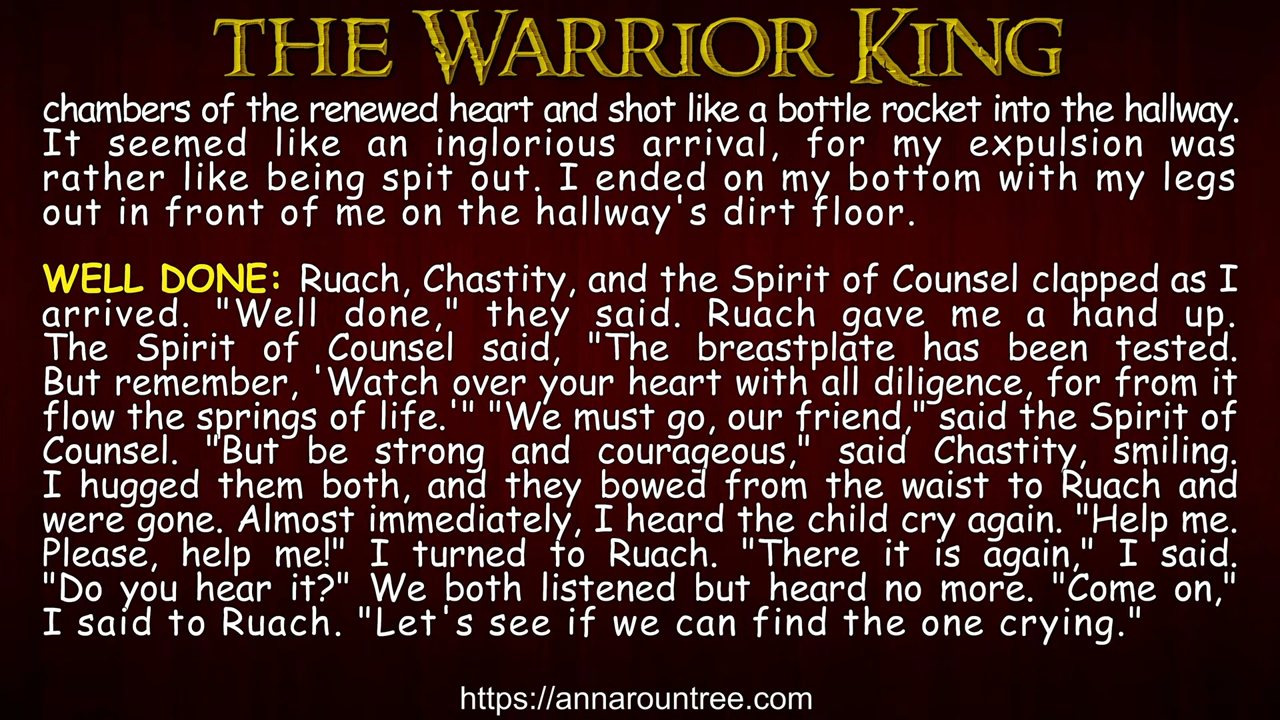 THE WARRIOR KING
chambers of the renewed heart and shot like a bottle rocket into the hallway.
It seemed like an inglorious arrival, for my expulsion was
rather like being spit out. I ended on my bottom with my legs
out in front of me on the hallway's dirt floor.
WELL DONE: Ruach, Chastity, and the Spirit of Counsel clapped as I
arrived. "Well done," they said. Ruach gave me a hand up.
The Spirit of Counsel said, "The breastplate has been tested.
But remember, 'Watch over your heart with all diligence, for from it
flow the springs of life.'" "We must go, our friend," said the Spirit of
Counsel. "But be strong and courageous," said Chastity, smiling.
I hugged them both, and they bowed from the waist to Ruach and
were gone. Almost immediately, I heard the child cry again. "Help me.
Please, help me!" I turned to Ruach. "There it is again," I said.
"Do you hear it?" We both listened but heard no more. "Come on,"
I said to Ruach. "Let's see if we can find the one crying."
https://annarountree.com